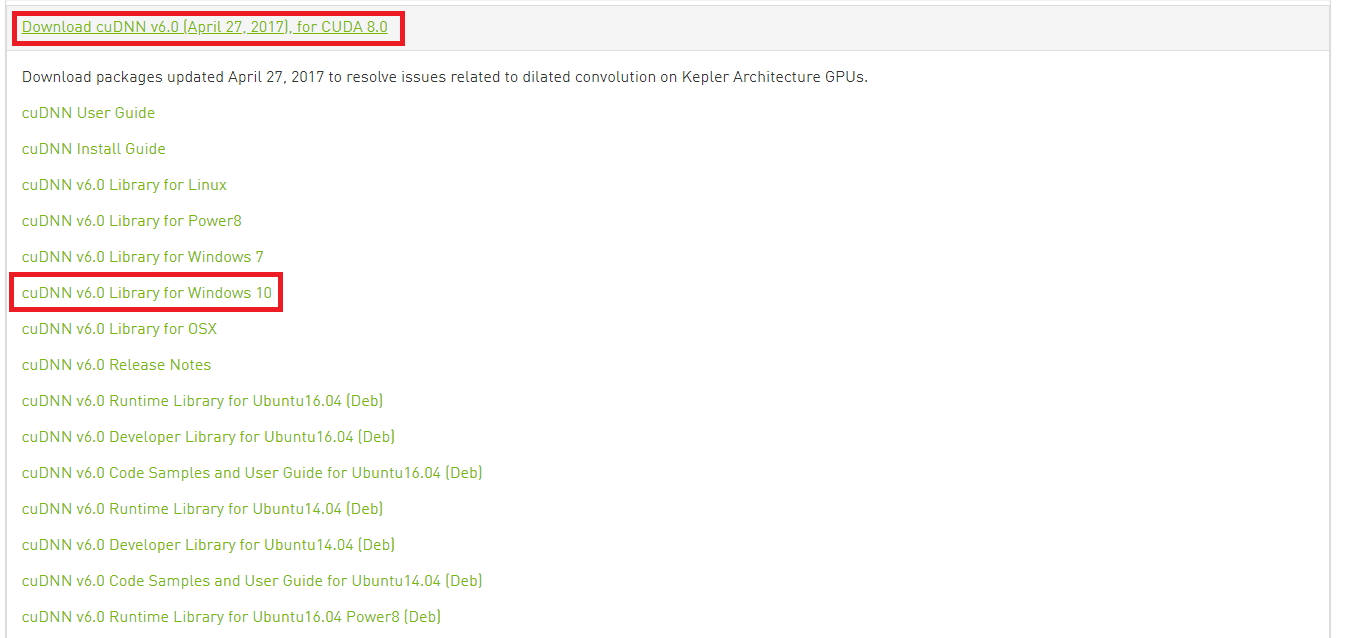 Download cuDNN v6.0 (April 27, 2017), for CUDA 8.0
Download packages updated April 27, 2017 to resolve issues related to dilated convolution on Kepler Architecture GPUs.
cuDNN User Guide
cuDNN Install Guide
cuDNN v6.0 Library for Linux
cuDNN v6.0 Library for Power8
cuDNN v6.0 Library for Windows 7
cuDNN v6.0 Library for Windows 10
cuDNN v6.0 Library for OSX
cuDNN v6.0 Release Notes
cuDNN v6.0 Runtime Library for Ubuntu16.04 (Deb)
cuDNN v6.0 Developer Library for Ubuntu16.04 (Deb)
cuDNN v6.0 Code Samples and User Guide for Ubuntu16.04 (Deb)
cuDNN v6.0 Runtime Library for Ubuntu14.04 (Deb)
cuDNN v6.0 Developer Library for Ubuntu14.04 (Deb)
cuDNN v6.0 Code Samples and User Guide for Ubuntu14.04 (Deb)
cuDNN v6.0 Runtime Library for Ubuntu16.04 Power8 (Deb)